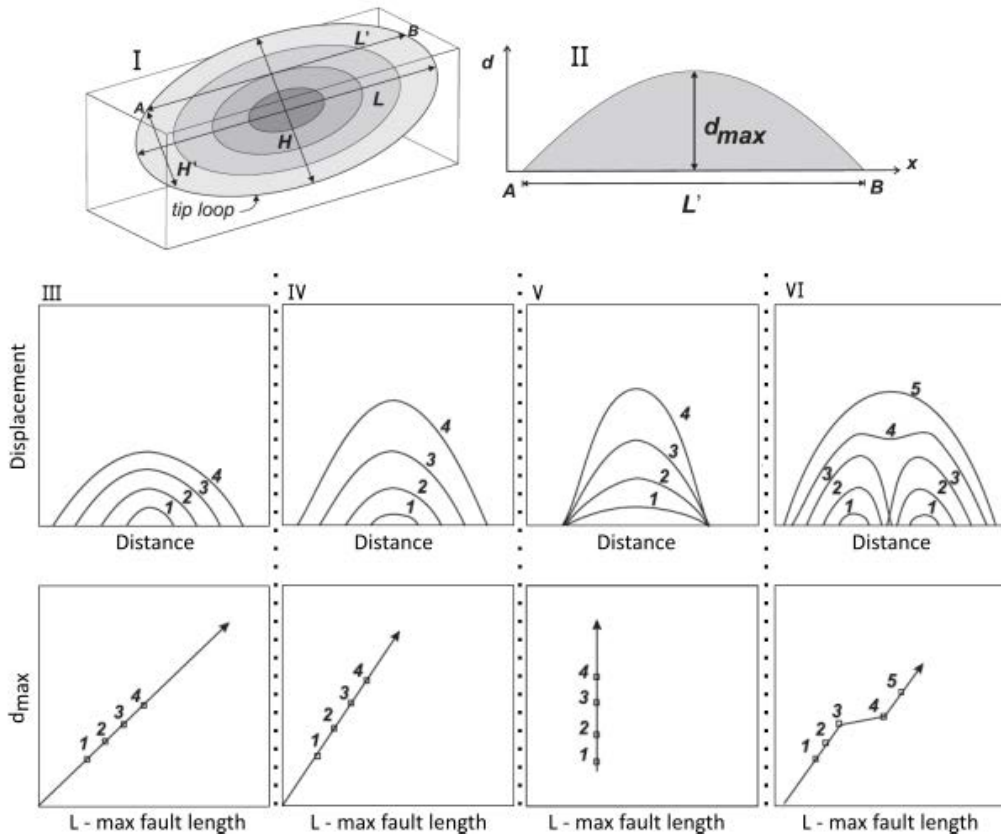 I
A
L'
B
L
H
H'
tip loop
d
II
dmax
x
A
L'
B
III
IV
V
VI
Displacement
1
2
3
4
1
2
3
4
1
2
3
4
1
2
3
1
2
3
4
5
Distance
Distance
Distance
Distance
dmax
1
2
3
4
1
2
3
4
4
3
2
1
1
2
3
4
5
L - max fault length
L - max fault length
L - max fault length
L - max fault length